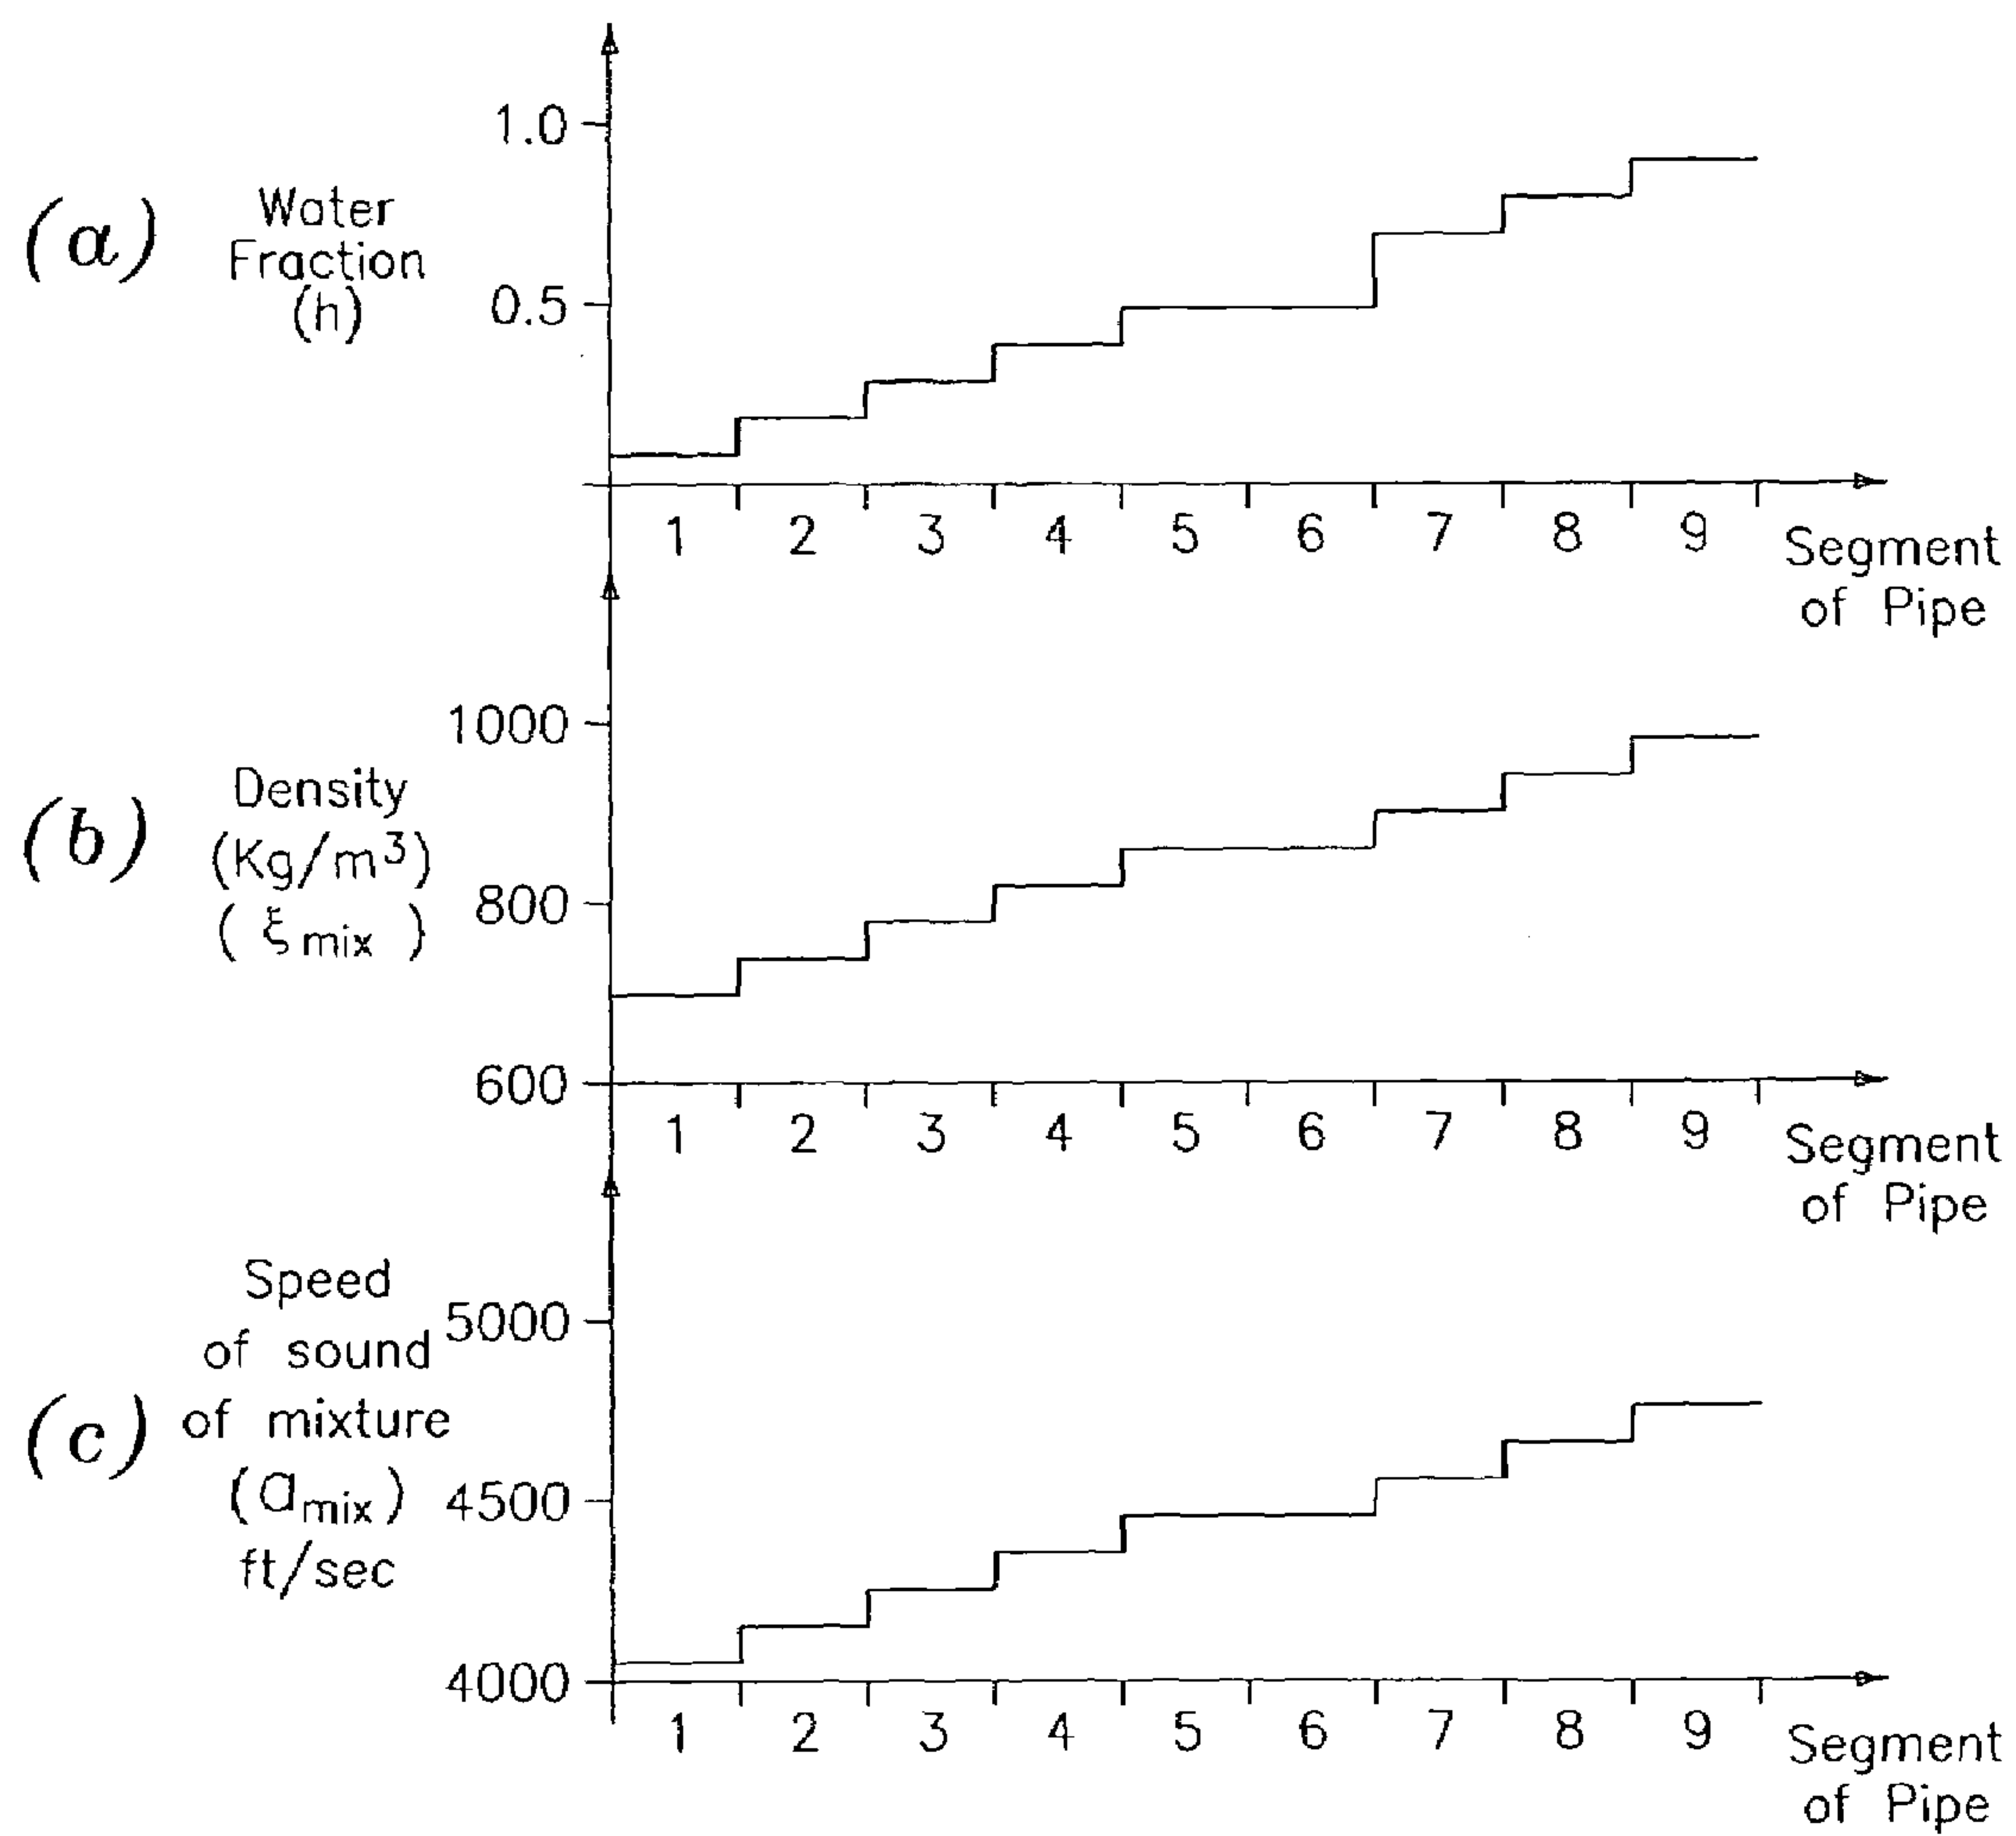 (a)
Water
Fraction
(h)
1.0
0.5
1 2 3 4 5 6 7 8 9
Segment
of Pipe
(b)
Density
(Kg/m³)
( ξmix )
1000
800
600
1 2 3 4 5 6 7 8 9
Segment
of Pipe
(c)
Speed
of sound
of mixture
(amix)
ft/sec
5000
4500
4000
1 2 3 4 5 6 7 8 9
Segment
of Pipe